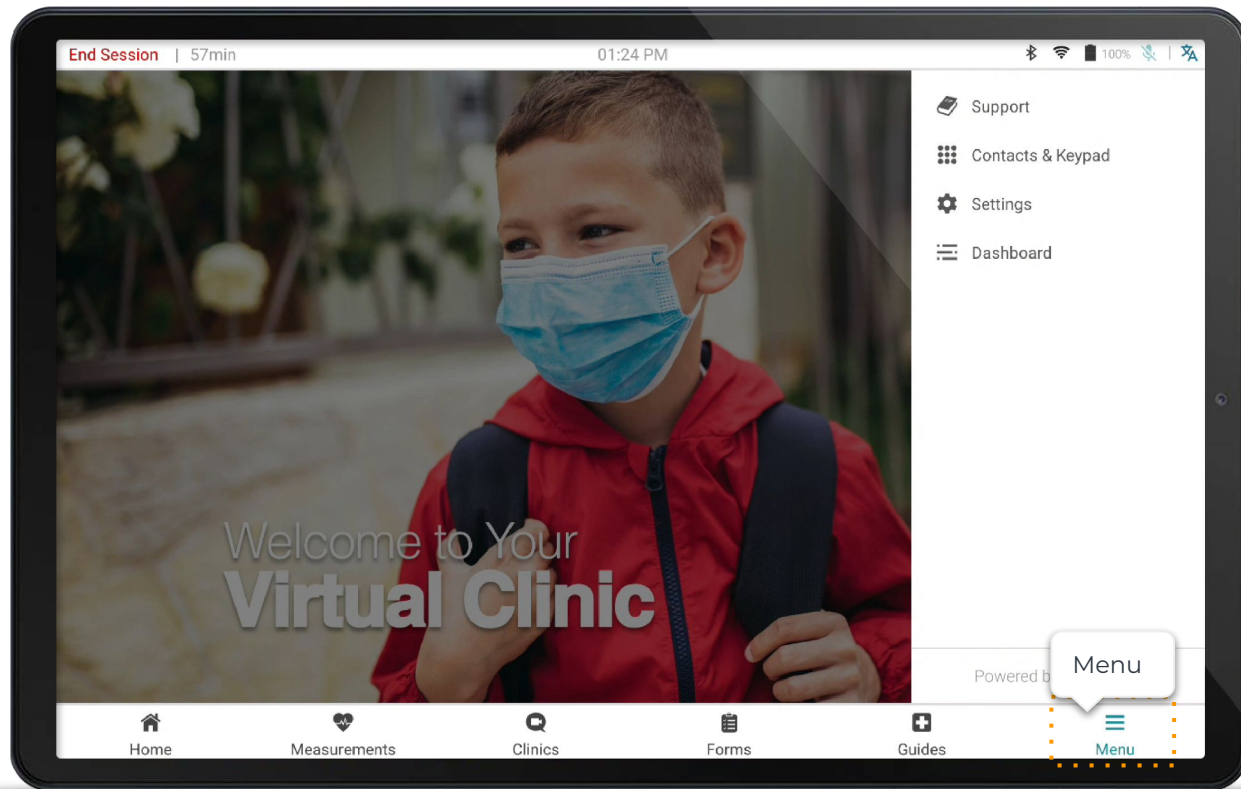 End Session | 57min 01:24 PM 100%
Support
Contacts & Keypad
Settings
Dashboard
Welcome to Your
Virtual Clinic
Powered b
Menu
Home Measurements Clinics Forms Guides Menu